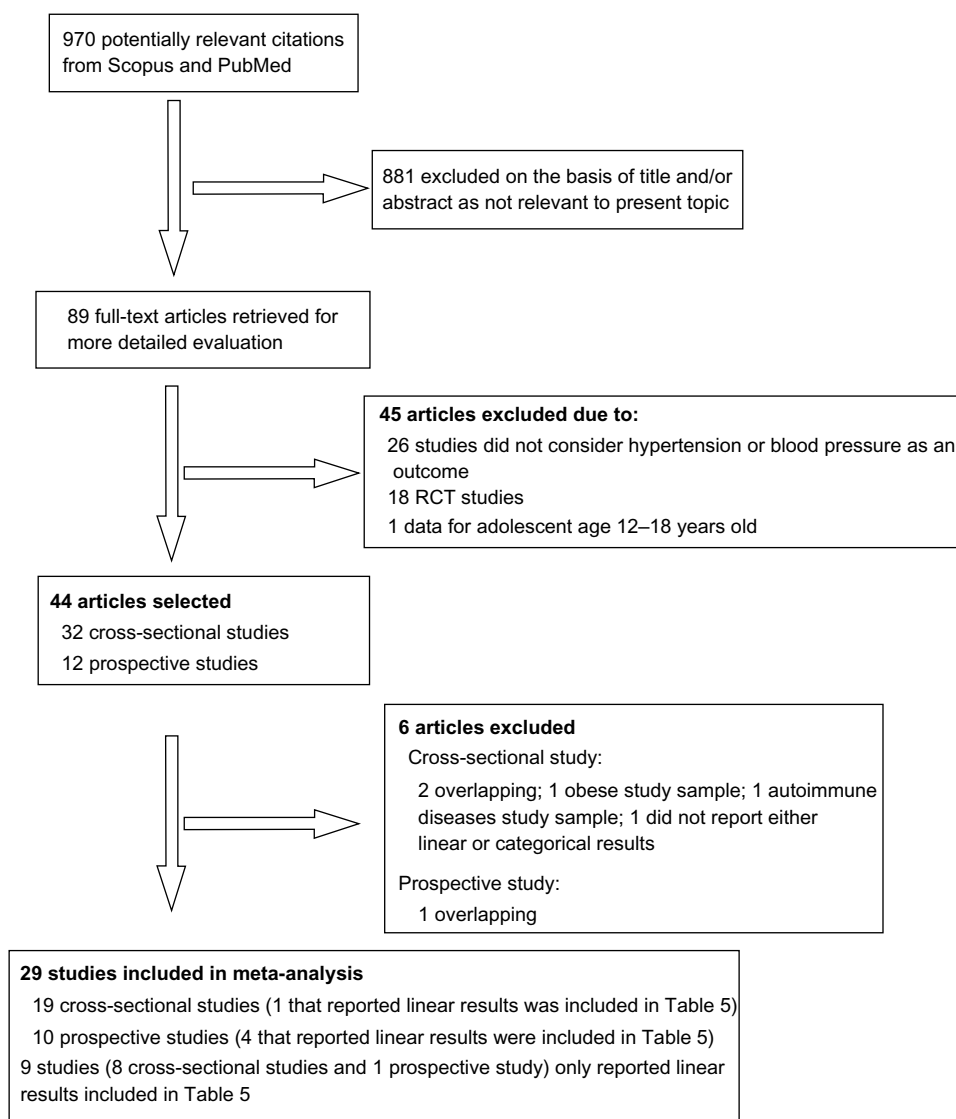 970 potentially relevant citations
from Scopus and PubMed
881 excluded on the basis of title and/or
abstract as not relevant to present topic
89 full-text articles retrieved for
more detailed evaluation
45 articles excluded due to:
26 studies did not consider hypertension or blood pressure as an
outcome
18 RCT studies
1 data for adolescent age 12–18 years old
44 articles selected
32 cross-sectional studies
12 prospective studies
6 articles excluded
Cross-sectional study:
2 overlapping; 1 obese study sample; 1 autoimmune
diseases study sample; 1 did not report either
linear or categorical results
Prospective study:
1 overlapping
29 studies included in meta-analysis
19 cross-sectional studies (1 that reported linear results was included in Table 5)
10 prospective studies (4 that reported linear results were included in Table 5)
9 studies (8 cross-sectional studies and 1 prospective study) only reported linear
results included in Table 5